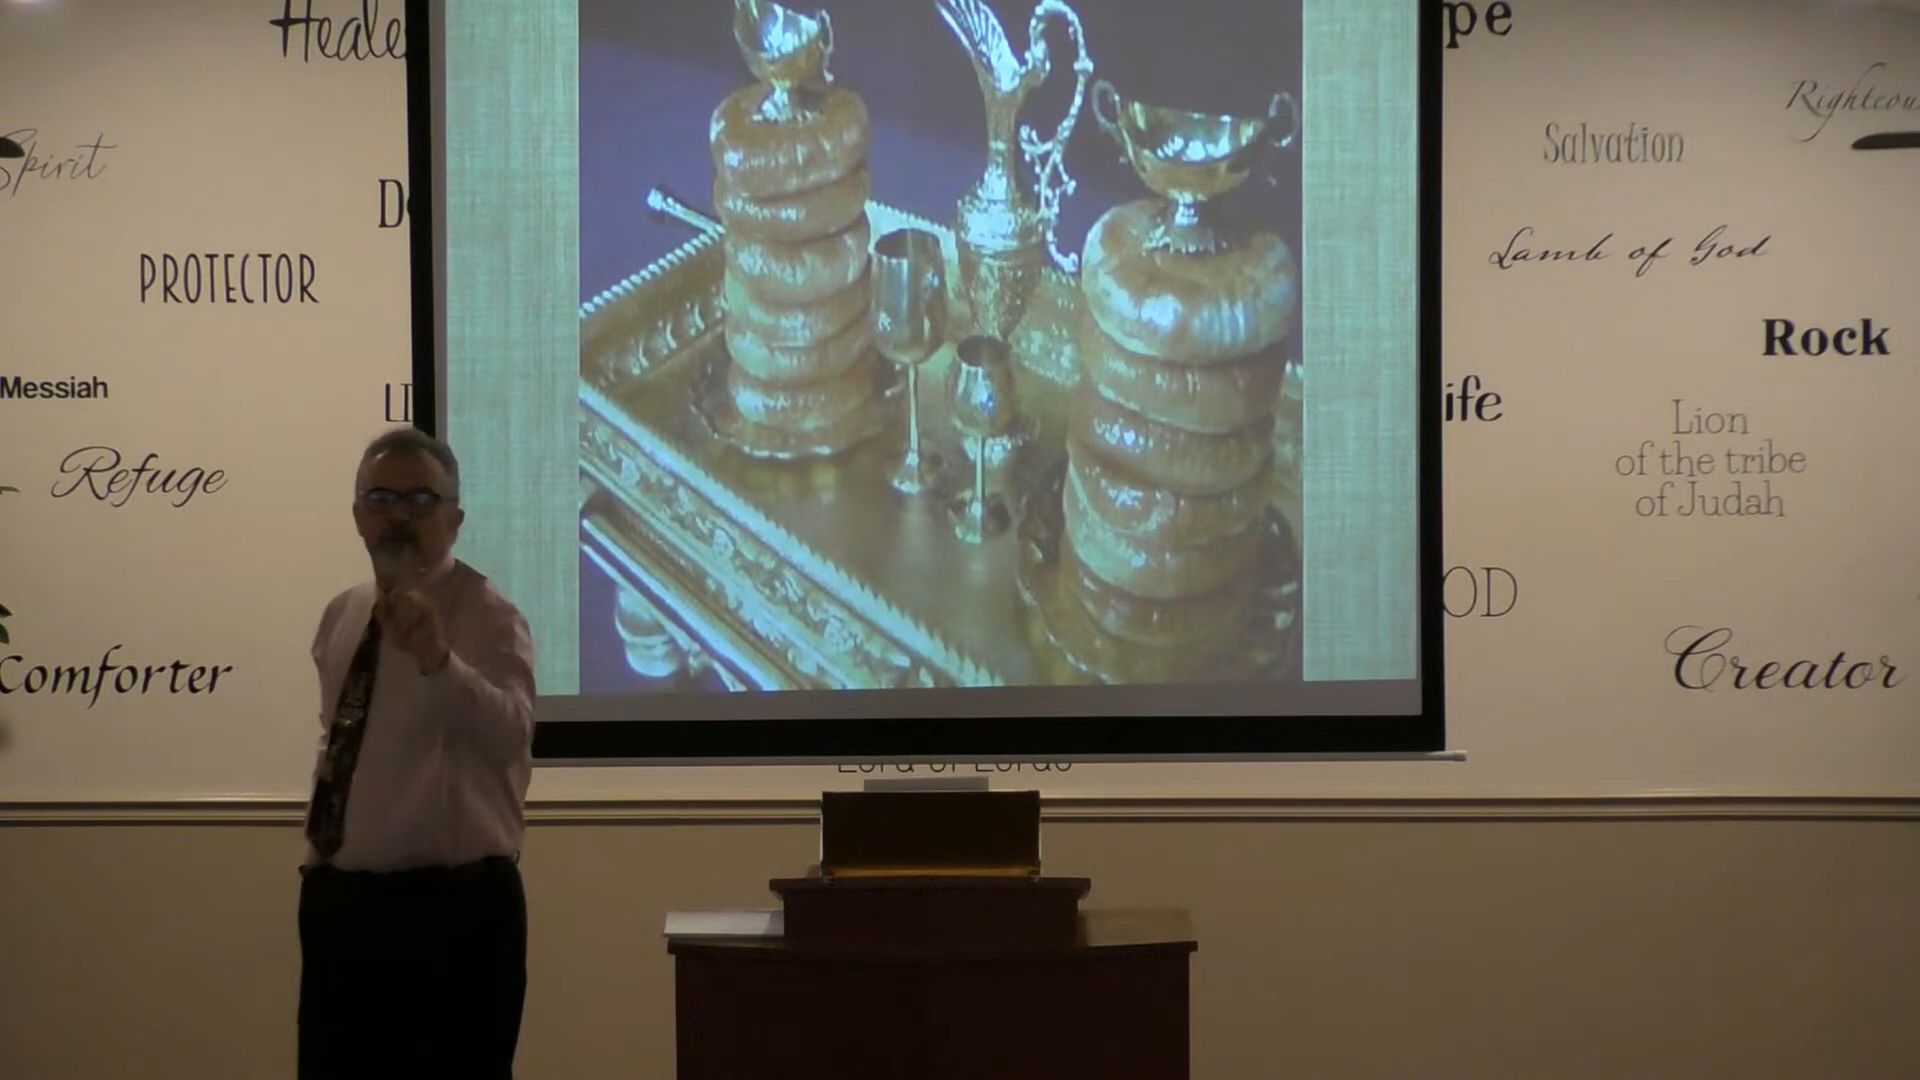 Spirit
PROTECTOR
Messiah
Refuge
Comforter
Salvation
Lamb of God
Rock
Lion
of the tribe
of Judah
Creator